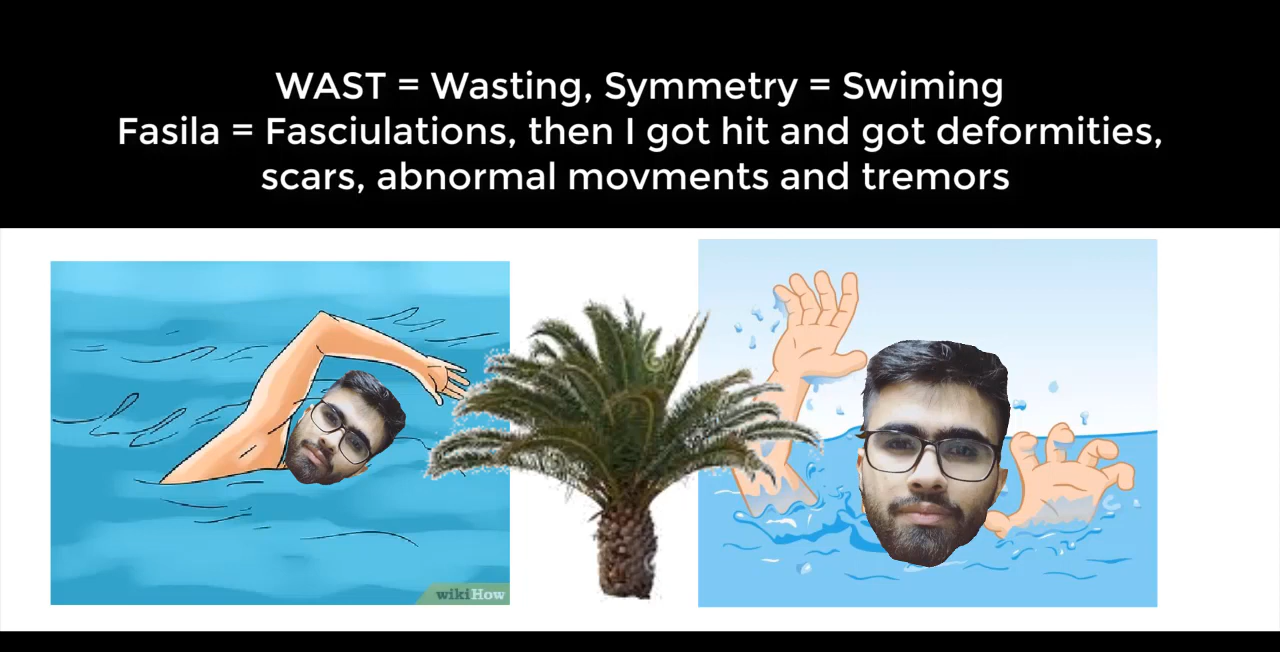 WAST = Wasting, Symmetry = Swiming
Fasila = Fasciulations, then I got hit and got deformities,
scars, abnormal movments and tremors
wikiHow